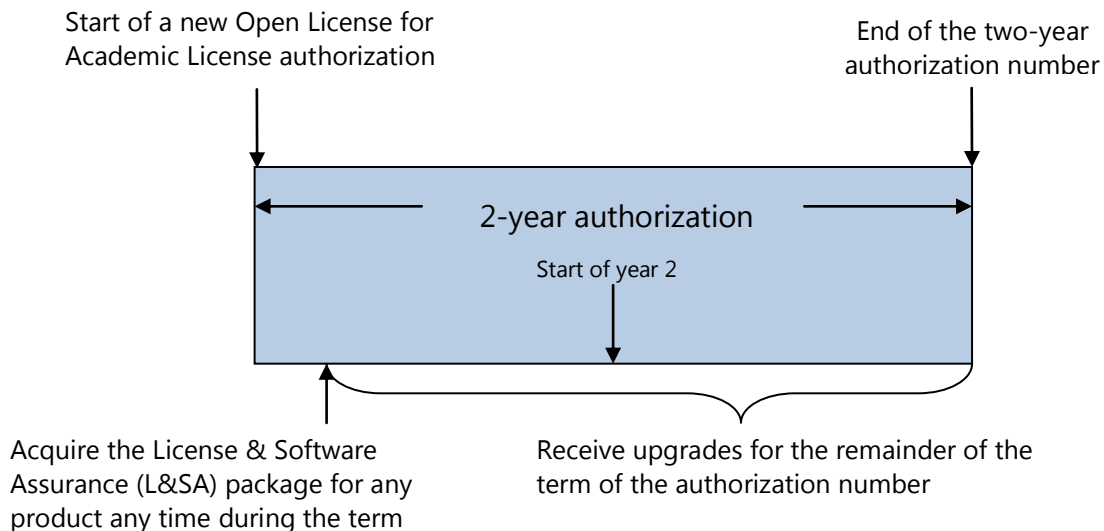 Start of a new Open License for
Academic License authorization
End of the two-year
authorization number
2-year authorization
Start of year 2
Acquire the License & Software
Assurance (L&SA) package for any
product any time during the term
Receive upgrades for the remainder of the
term of the authorization number